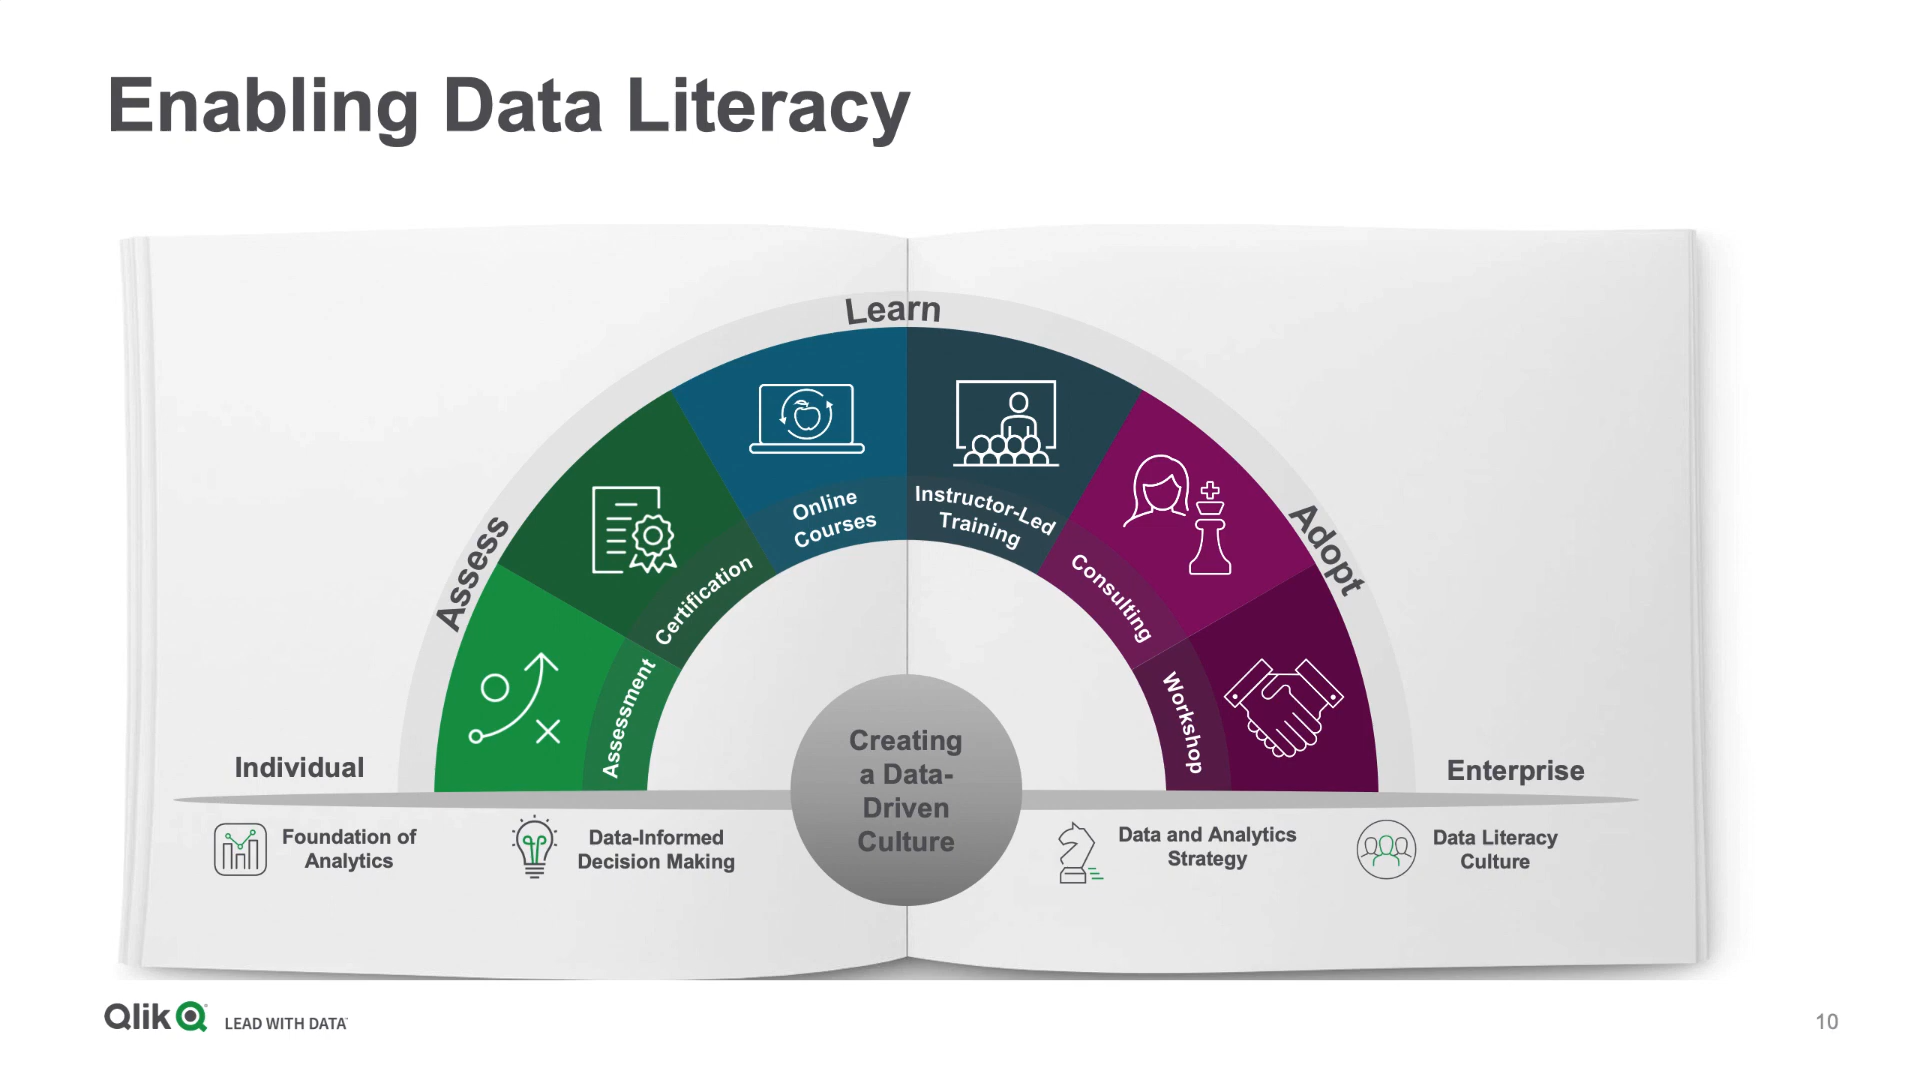 Enabling Data Literacy
Learn
Assess
Adopt
Online
Courses
Instructor-Led
Training
Certification
Consulting
Assessment
Workshop
Individual
Creating
a Data-
Driven
Culture
Enterprise
Foundation of
Analytics
Data-Informed
Decision Making
Data and Analytics
Strategy
Data Literacy
Culture
Qlik LEAD WITH DATA
10